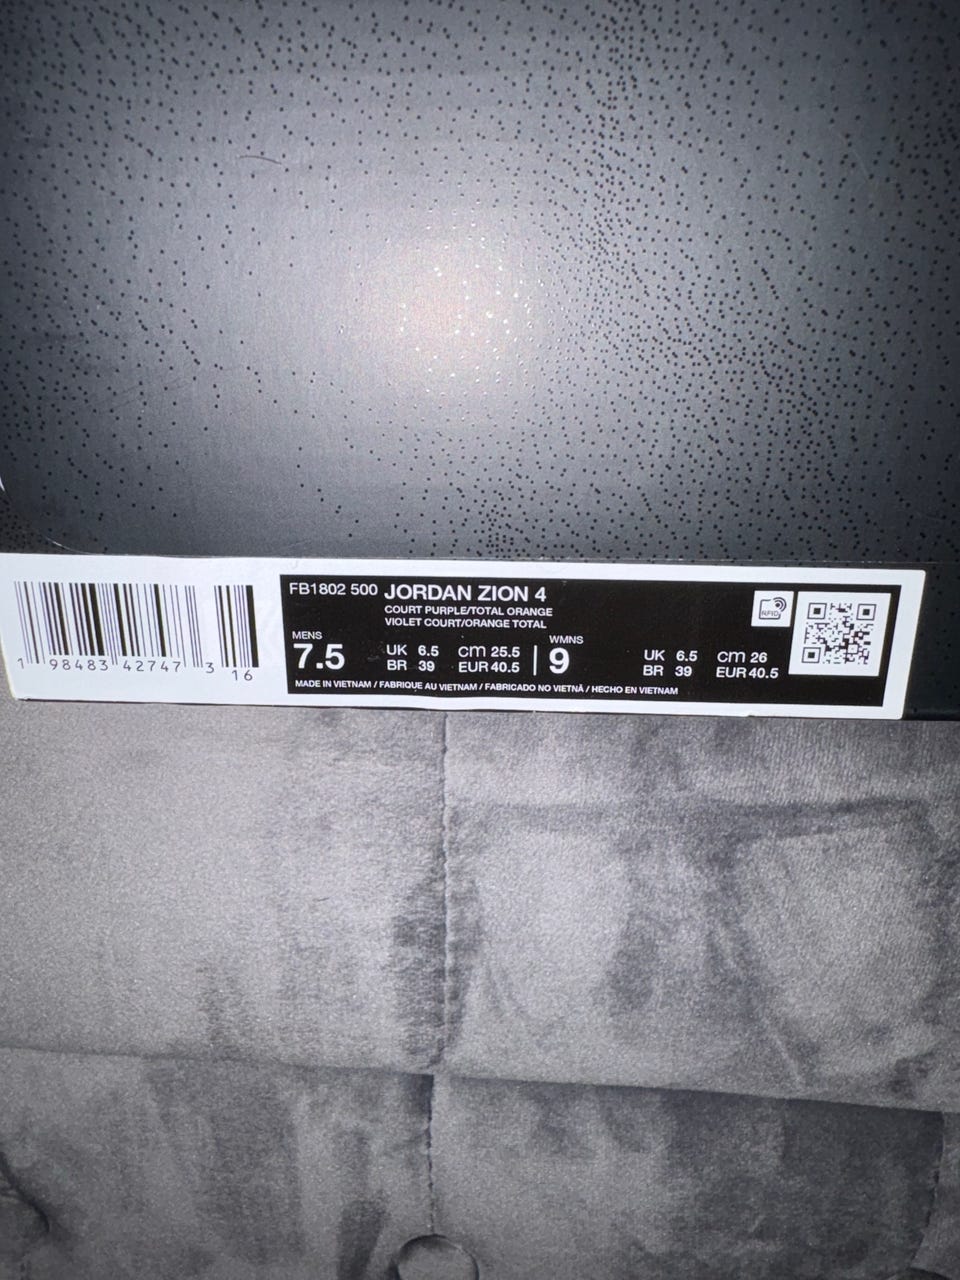 FB1802 500 JORDAN ZION 4
COURT PURPLE/TOTAL ORANGE
VIOLET COURT/ORANGE TOTAL
RFID
MENS
7.5
UK 6.5 cm 25.5
BR 39 EUR 40.5
WMNS
9
UK 6.5 cm 26
BR 39 EUR 40.5
MADE IN VIETNAM / FABRIQUE AU VIETNAM / FABRICADO NO VIETNÃ / HECHO EN VIETNAM
1 98483 42747 3 16